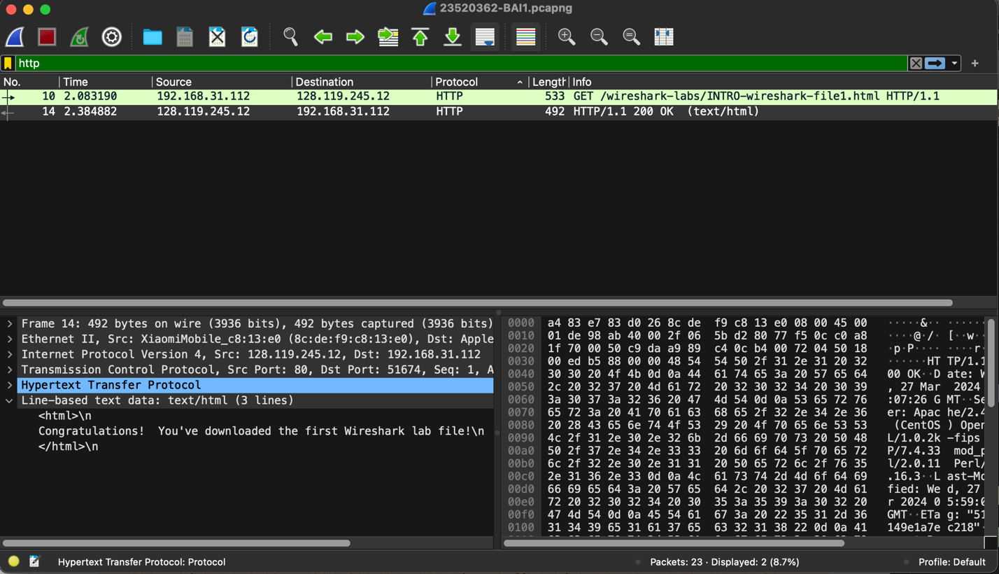 23520362-BAI1.pcapng
http
No. Time Source Destination Protocol Length Info
10 2.083190 192.168.31.112 128.119.245.12 HTTP 533 GET /wireshark-labs/INTRO-wireshark-file1.html HTTP/1.1
14 2.384882 128.119.245.12 192.168.31.112 HTTP 492 HTTP/1.1 200 OK (text/html)
Frame 14: 492 bytes on wire (3936 bits), 492 bytes captured (3936 bits)
Ethernet II, Src: XiaomiMobile_c8:13:e0 (8c:de:f9:c8:13:e0), Dst: Apple
Internet Protocol Version 4, Src: 128.119.245.12, Dst: 192.168.31.112
Transmission Control Protocol, Src Port: 80, Dst Port: 51674, Seq: 1, A
Hypertext Transfer Protocol
Line-based text data: text/html (3 lines)
<html>\n
Congratulations!  You've downloaded the first Wireshark lab file!\n
</html>\n
0000 a4 83 e7 83 d0 26 8c de f9 c8 13 e0 08 00 45 00 ·····&·· ······
0010 01 de 98 ab 40 00 2f 06 5b d2 80 77 f5 0c c0 a8 ····@·/· [··w··
0020 1f 70 00 50 c9 da a9 89 c4 0c b4 00 72 04 50 18 ·p·P···· ····r·
0030 00 ed b5 88 00 00 48 54 54 50 2f 31 2e 31 20 32 ······HT TP/1.1
0040 30 30 20 4f 4b 0d 0a 44 61 74 65 3a 20 57 65 64 00 OK··D ate: W
0050 2c 20 32 37 20 4d 61 72 20 32 30 32 34 20 30 39 , 27 Mar 2024
0060 3a 30 37 3a 32 36 20 47 4d 54 0d 0a 53 65 72 76 :07:26 G MT··Se
0070 65 72 3a 20 41 70 61 63 68 65 2f 32 2e 34 2e 36 er: Apac he/2.4
0080 20 28 43 65 6e 74 4f 53 29 20 4f 70 65 6e 53 53 (CentOS ) Open
0090 4c 2f 31 2e 30 2e 32 6b 2d 66 69 70 73 20 50 48 L/1.0.2k -fips
00a0 50 2f 37 2e 34 2e 33 33 20 6d 6f 64 5f 70 65 72 P/7.4.33 mod_p
00b0 6c 2f 32 2e 30 2e 31 31 20 50 65 72 6c 2f 76 35 l/2.0.11 Perl/
00c0 2e 31 36 2e 33 0d 0a 4c 61 73 74 2d 4d 6f 64 69 .16.3··L ast-Mo
00d0 66 69 65 64 3a 20 57 65 64 2c 20 32 37 20 4d 61 fied: We d, 27
00e0 72 20 32 30 32 34 20 30 35 3a 35 39 3a 30 32 20 r 2024 0 5:59:0
00f0 47 4d 54 0d 0a 45 54 61 67 3a 20 22 35 31 2d 36 GMT··ETa g: "51
0100 31 34 39 65 31 61 37 65 63 32 31 38 22 0d 0a 41 149e1a7e c218"·
Hypertext Transfer Protocol: Protocol
Packets: 23 · Displayed: 2 (8.7%)
Profile: Default